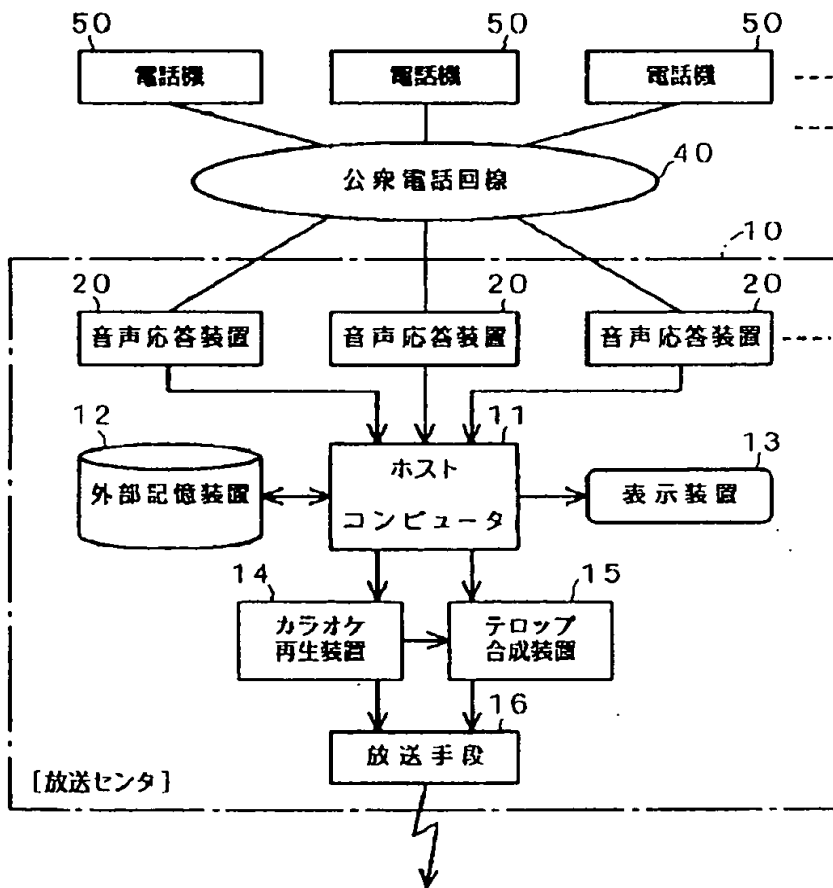 50 50 50
電話機 電話機 電話機
40
公衆電話回線
10
20 20 20
音声応答装置 音声応答装置 音声応答装置
12 11 13
外部記憶装置 ホスト 表示装置
コンピュータ
14 15
カラオケ テロップ
再生装置 合成装置
16
放送手段
[放送センタ]